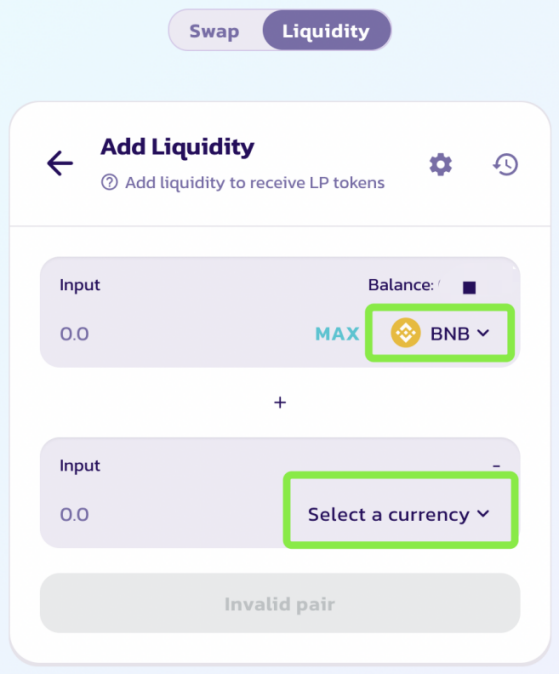 Swap Liquidity
Add Liquidity
Add liquidity to receive LP tokens
Input Balance:
0.0 MAX BNB
+
Input -
0.0 Select a currency
Invalid pair